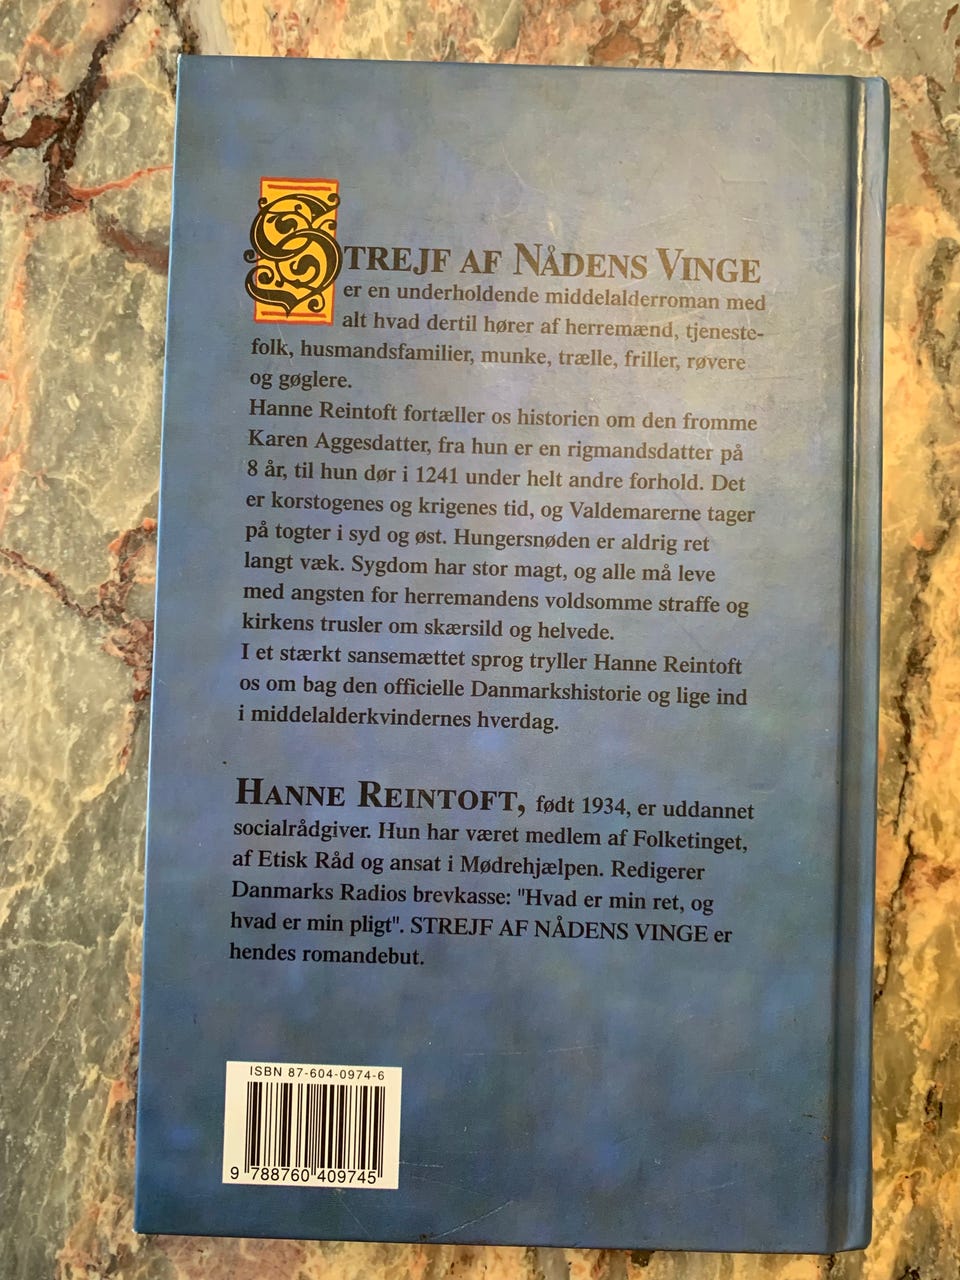 STREJF AF NÅDENS VINGE
er en underholdende middelalderroman med
alt hvad dertil hører af herremænd, tjeneste-
folk, husmandsfamilier, munke, trælle, friller, røvere
og gøglere.
Hanne Reintoft fortæller os historien om den fromme
Karen Aggesdatter, fra hun er en rigmandsdatter på
8 år, til hun dør i 1241 under helt andre forhold. Det
er korstogenes og krigenes tid, og Valdemarerne tager
på togter i syd og øst. Hungersnøden er aldrig ret
langt væk. Sygdom har stor magt, og alle må leve
med angsten for herremandens voldsomme straffe og
kirkens trusler om skærsild og helvede.
I et stærkt sansemættet sprog tryller Hanne Reintoft
os om bag den officielle Danmarkshistorie og lige ind
i middelalderkvindernes hverdag.
HANNE REINTOFT, født 1934, er uddannet
socialrådgiver. Hun har været medlem af Folketinget,
af Etisk Råd og ansat i Mødrehjælpen. Redigerer
Danmarks Radios brevkasse: "Hvad er min ret, og
hvad er min pligt". STREJF AF NÅDENS VINGE er
hendes romandebut.
ISBN 87-604-0974-6
9 788760 409745